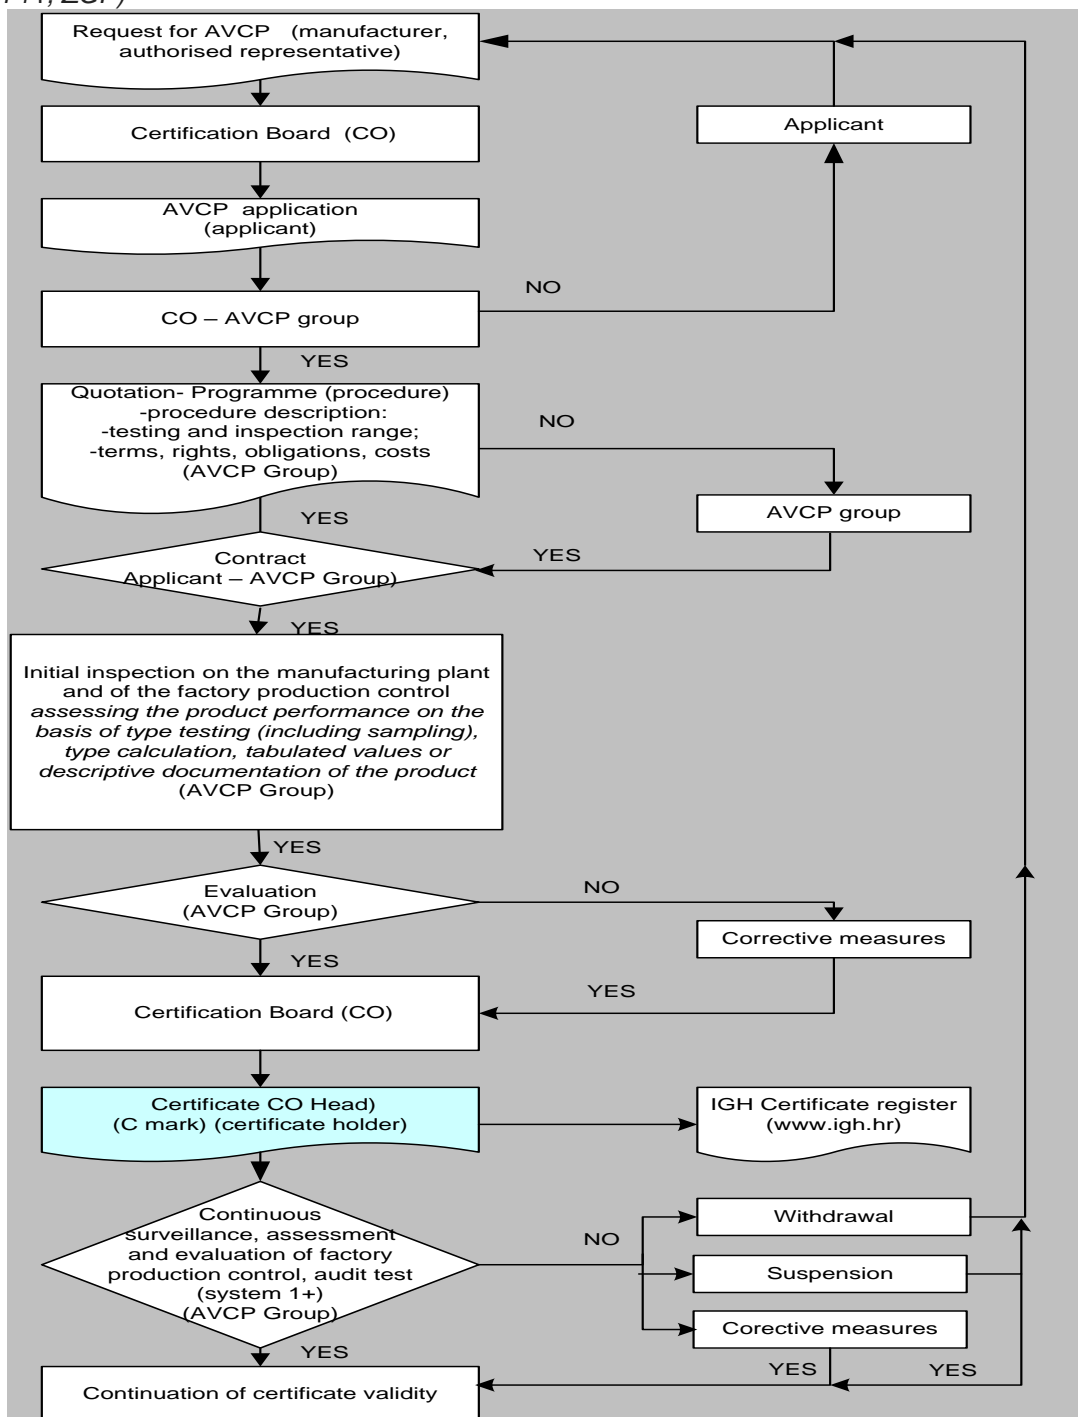 Request for AVCP (manufacturer,
authorised representative)
Certification Board (CO)
Applicant
AVCP application
(applicant)
CO – AVCP group
NO
YES
Quotation- Programme (procedure)
-procedure description:
-testing and inspection range;
-terms, rights, obligations, costs
(AVCP Group)
NO
AVCP group
YES
Contract
Applicant – AVCP Group)
YES
YES
Initial inspection on the manufacturing plant
and of the factory production control
assessing the product performance on the
basis of type testing (including sampling),
type calculation, tabulated values or
descriptive documentation of the product
(AVCP Group)
YES
Evaluation
(AVCP Group)
NO
Corrective measures
YES
YES
Certification Board (CO)
Certificate CO Head)
(C mark) (certificate holder)
IGH Certificate register
(www.igh.hr)
Continuous
surveillance, assessment
and evaluation of factory
production control, audit test
(system 1+)
(AVCP Group)
NO
Withdrawal
Suspension
Corective measures
YES
YES
YES
Continuation of certificate validity